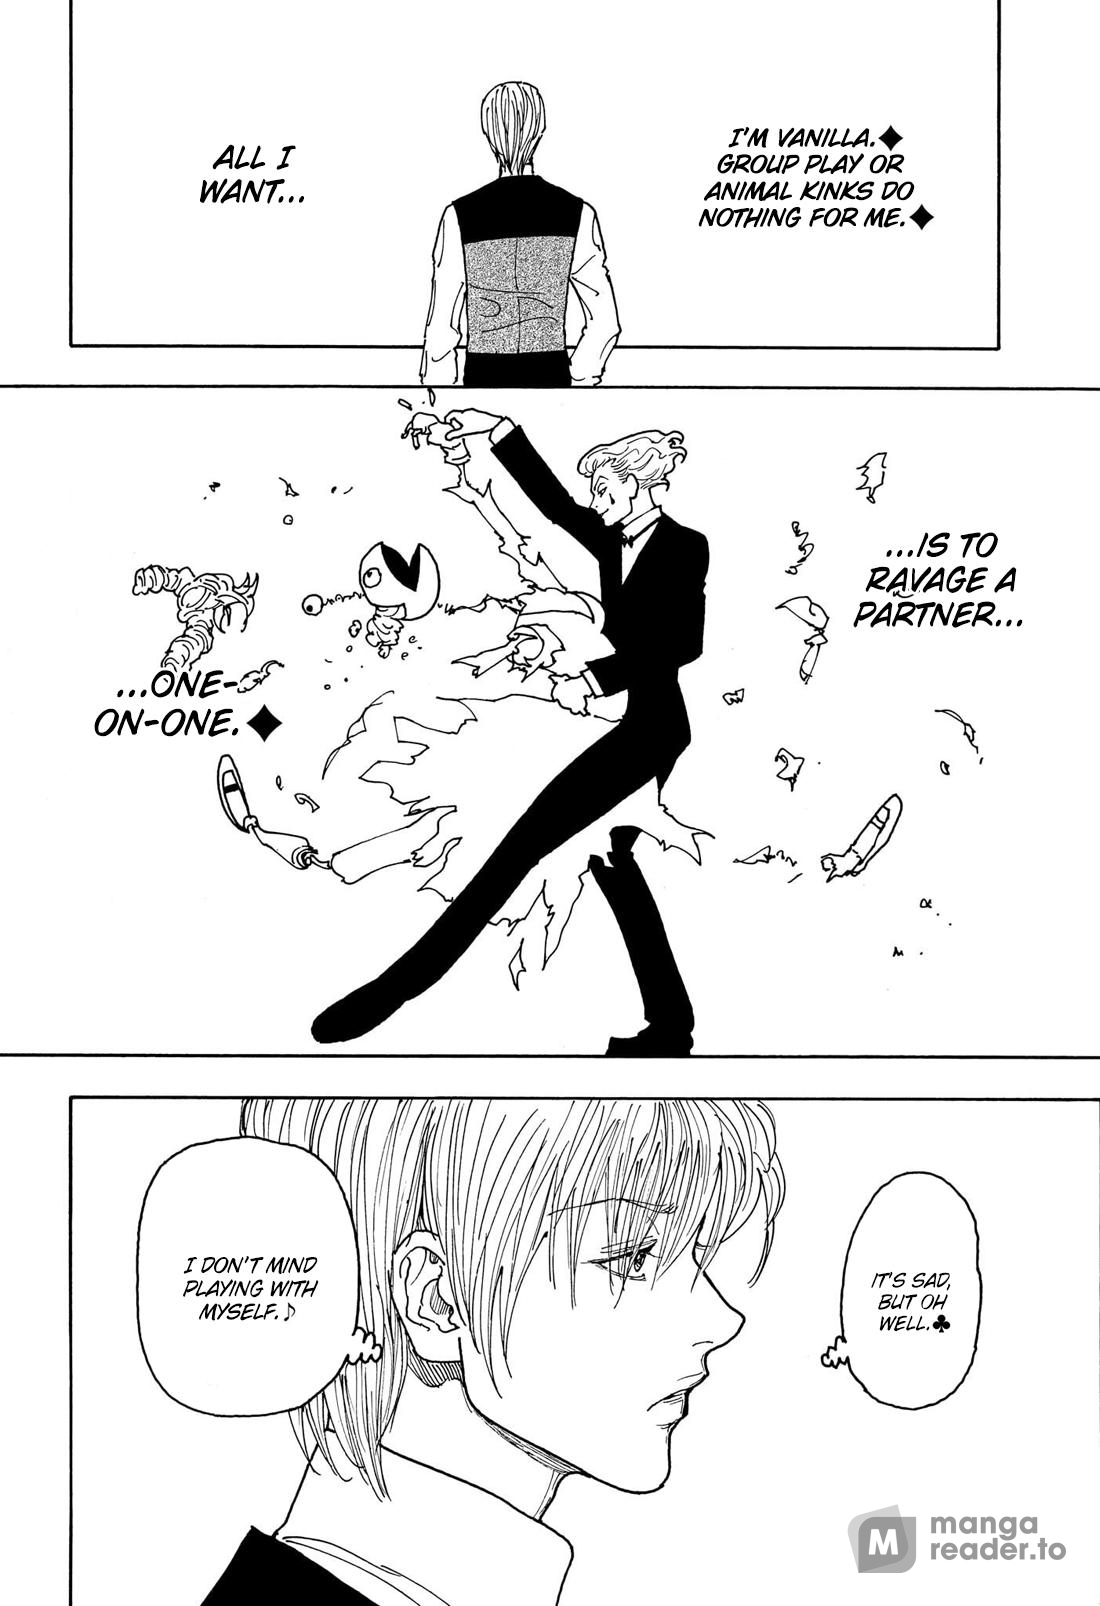 I'M VANILLA.♦
GROUP PLAY OR
ANIMAL KINKS DO
NOTHING FOR ME.♦
ALL I
WANT...
...IS TO
RAVAGE A
PARTNER...
...ONE-
ON-ONE.♦
IT'S SAD,
BUT OH
WELL.♣
I DON'T MIND
PLAYING WITH
MYSELF.♪
M
manga
reader.to